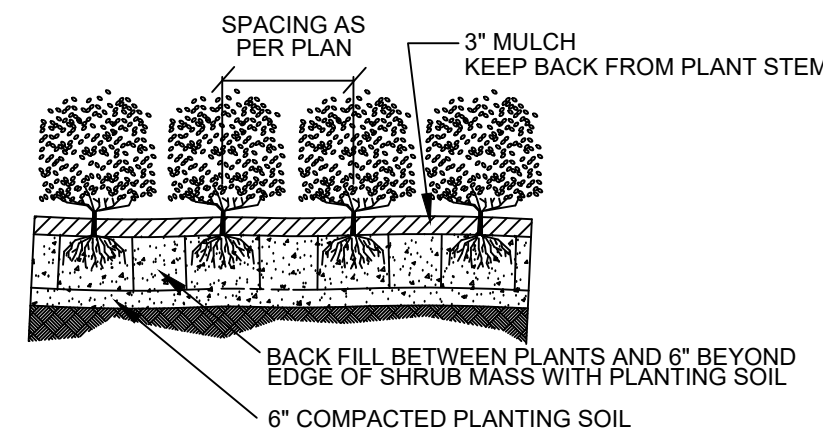 SPACING AS
PER PLAN
3" MULCH
KEEP BACK FROM PLANT STEM
BACK FILL BETWEEN PLANTS AND 6" BEYOND
EDGE OF SHRUB MASS WITH PLANTING SOIL
6" COMPACTED PLANTING SOIL